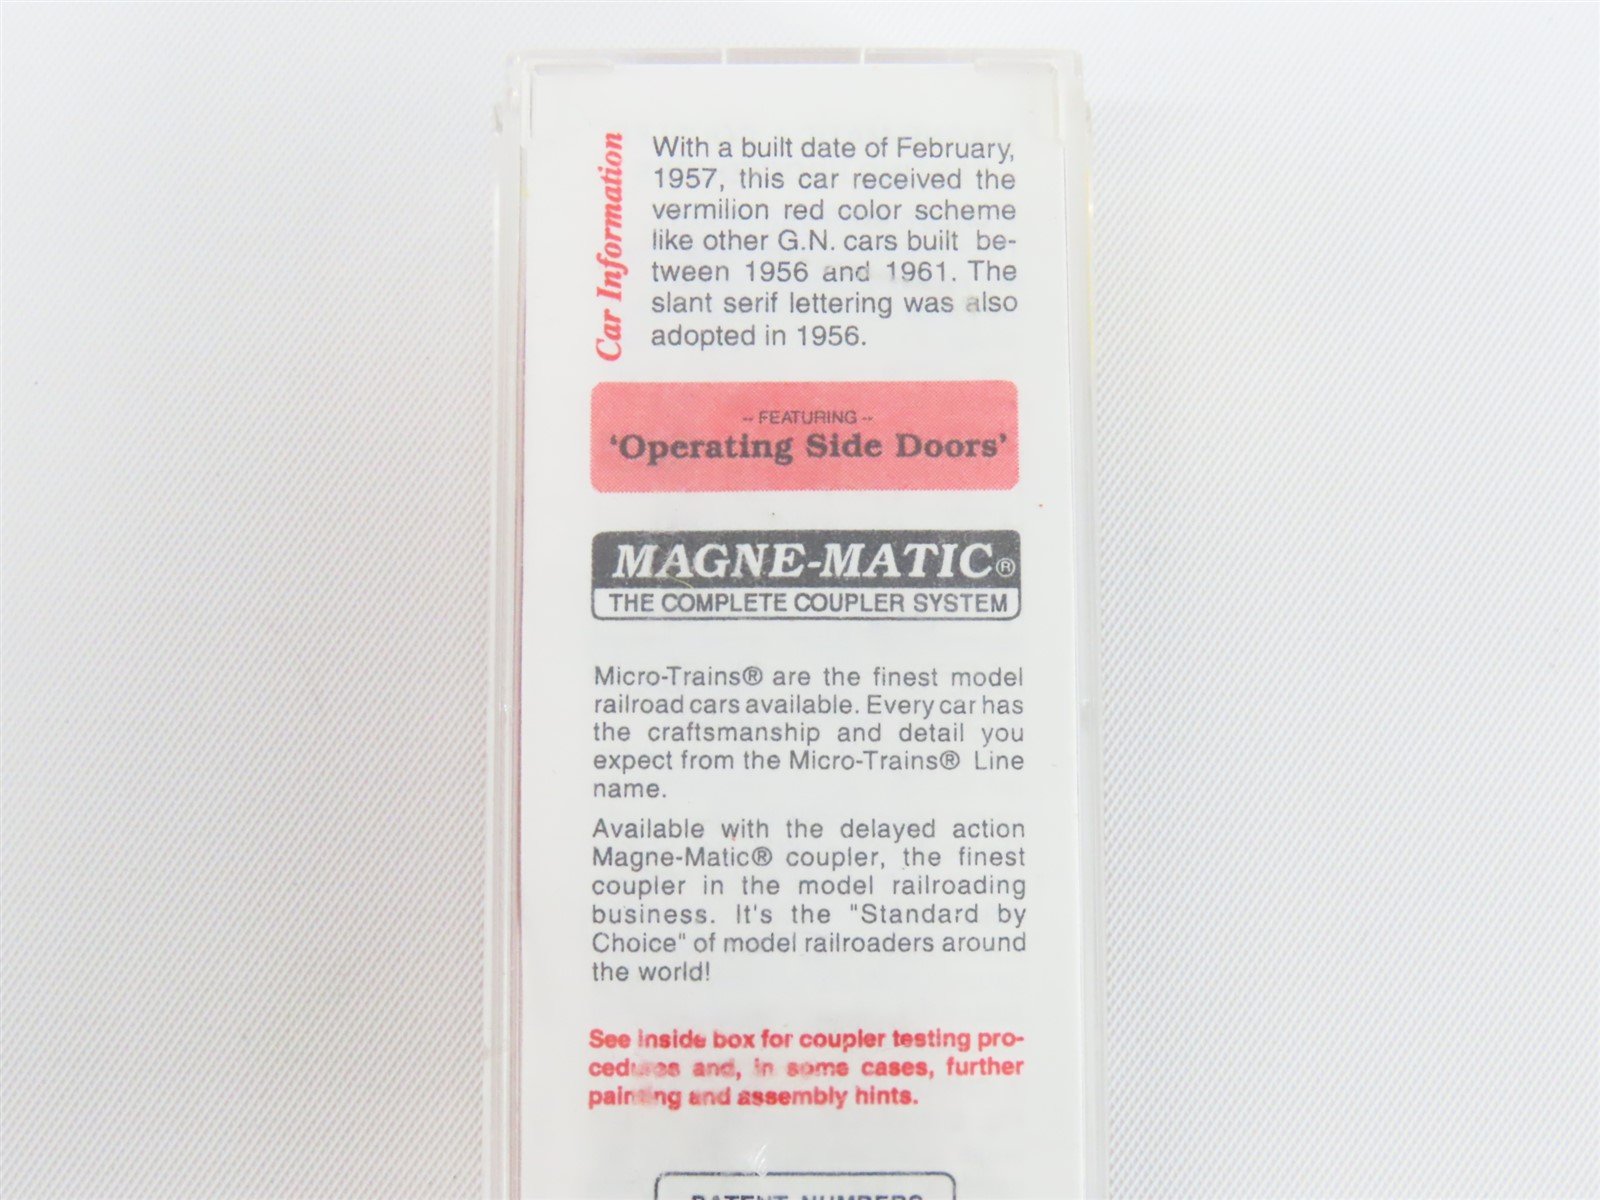 Car Information
With a built date of February,
1957, this car received the
vermilion red color scheme
like other G.N. cars built be-
tween 1956 and 1961. The
slant serif lettering was also
adopted in 1956.
-- FEATURING --
'Operating Side Doors'
MAGNE-MATIC®
THE COMPLETE COUPLER SYSTEM
Micro-Trains® are the finest model
railroad cars available. Every car has
the craftsmanship and detail you
expect from the Micro-Trains® Line
name.
Available with the delayed action
Magne-Matic® coupler, the finest
coupler in the model railroading
business. It's the "Standard by
Choice" of model railroaders around
the world!
See inside box for coupler testing pro-
cedures and, in some cases, further
painting and assembly hints.
PATENT NUMBERS